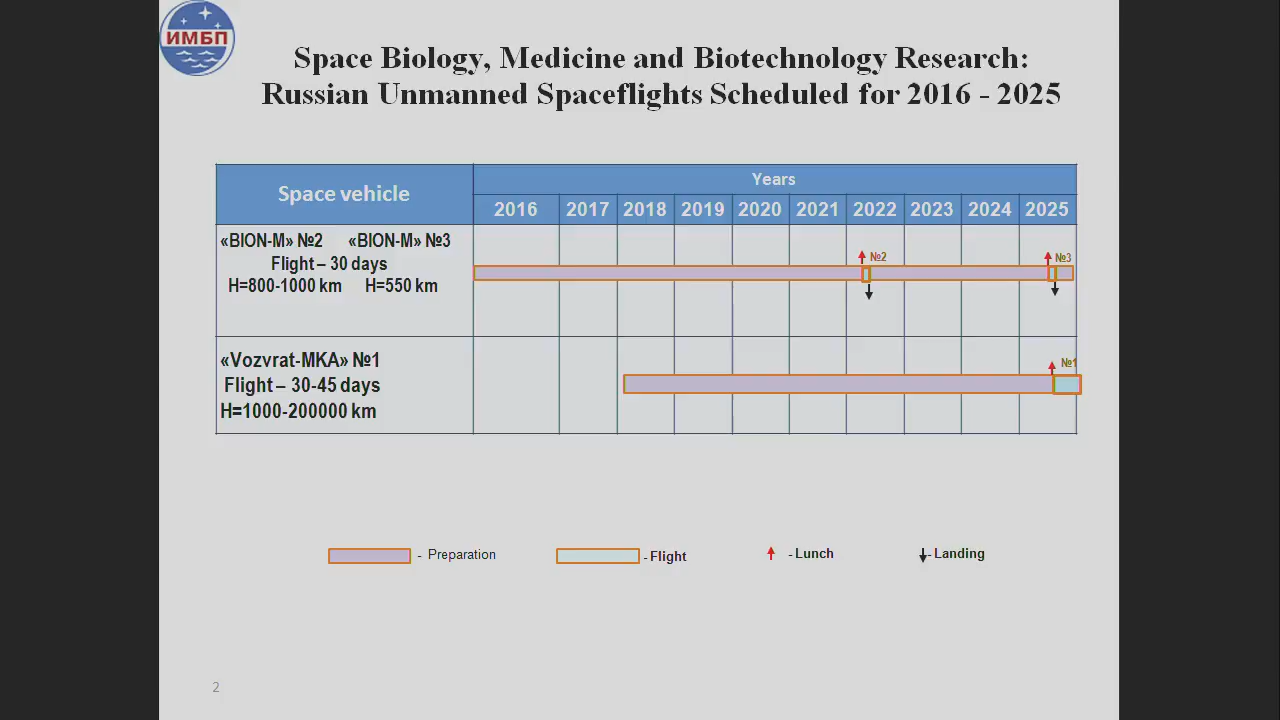 ИМБП
Space Biology, Medicine and Biotechnology Research:
Russian Unmanned Spaceflights Scheduled for 2016 - 2025
Space vehicle
Years
2016 2017 2018 2019 2020 2021 2022 2023 2024 2025
«BION-M» №2 «BION-M» №3
Flight – 30 days
H=800-1000 km H=550 km
№2
№3
«Vozvrat-MKA» №1
Flight – 30-45 days
H=1000-200000 km
№1
- Preparation
- Flight
- Lunch
- Landing
2